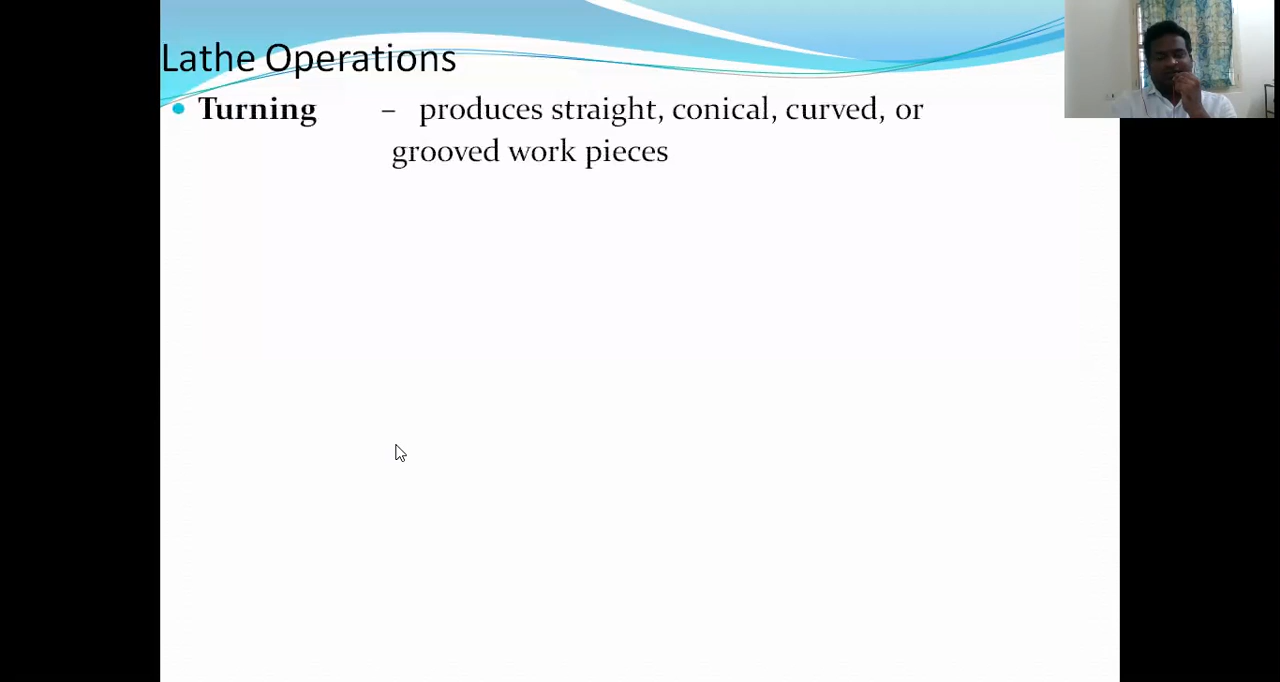 Lathe Operations
• Turning – produces straight, conical, curved, or
grooved work pieces